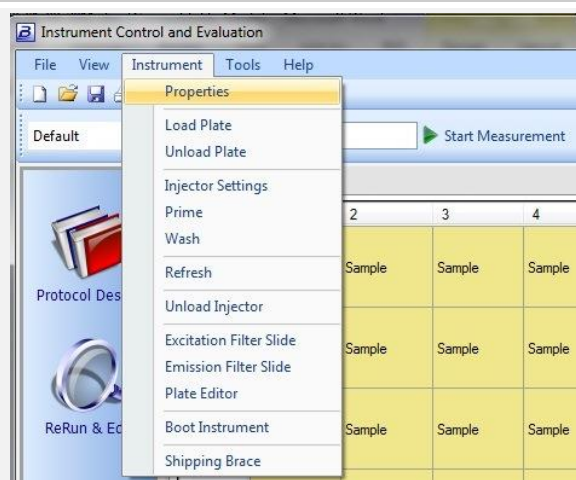 Instrument Control and Evaluation
File View Instrument Tools Help
Properties
Default
Start Measurement
Load Plate
Unload Plate
Injector Settings
Prime
2 3 4
Wash
Sample Sample Sample
Refresh
Protocol Des
Unload Injector
Excitation Filter Slide
Sample Sample Sample
Emission Filter Slide
Plate Editor
ReRun & Ed
Boot Instrument
Sample Sample Sample
Shipping Brace